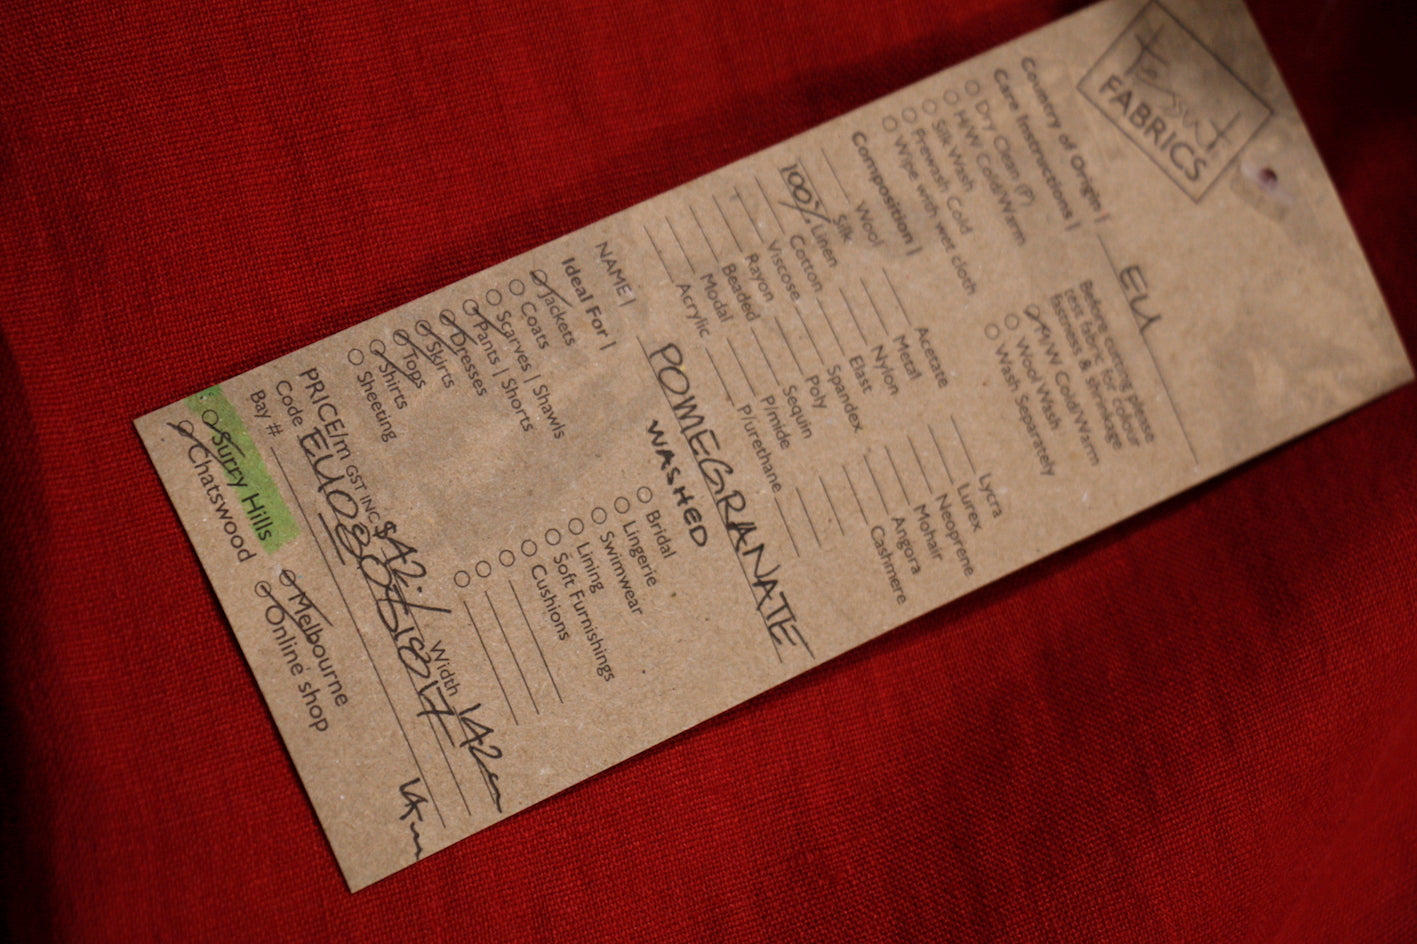 FABRICS
Country of Origin | EU
Care Instructions |
Dry Clean (P)
H/W Cold/Warm
Silk Wash
Prewash Cold
Wipe with wet cloth
Before cutting please
test fabric for colour
fastness & shrinkage
M/W Cold/Warm
Wool Wash
Wash Separately
Composition |
Wool
Silk
100% Linen
Cotton
Viscose
Rayon
Beaded
Modal
Acrylic
Acetate
Metal
Nylon
Elast
Spandex
Poly
Sequin
P/mide
P/urethane
Lycra
Lurex
Neoprene
Mohair
Angora
Cashmere
NAME | POMEGRANATE
WASHED
Ideal For |
Jackets
Coats
Scarves | Shawls
Pants | Shorts
Dresses
Skirts
Tops
Shirts
Sheeting
Bridal
Lingerie
Swimwear
Lining
Soft Furnishings
Cushions
PRICE/m GST INC $42./ Width 142cm
Code
Bay #
Surry Hills
Chatswood
Melbourne
Online shop